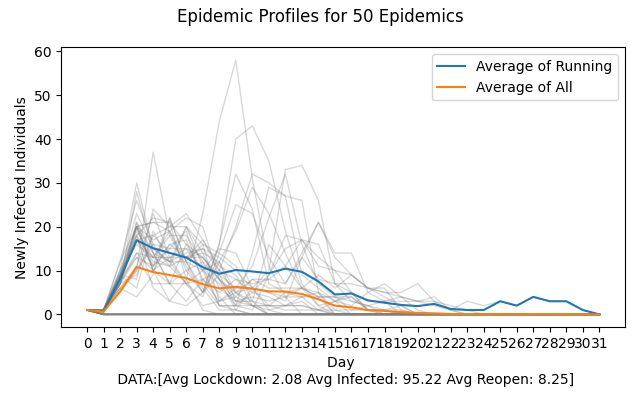 Epidemic Profiles for 50 Epidemics
60
50
40
30
20
10
0
Newly Infected Individuals
Average of Running
Average of All
0 1 2 3 4 5 6 7 8 9 10 11 12 13 14 15 16 17 18 19 20 21 22 23 24 25 26 27 28 29 30 31
Day
DATA:[Avg Lockdown: 2.08 Avg Infected: 95.22 Avg Reopen: 8.25]